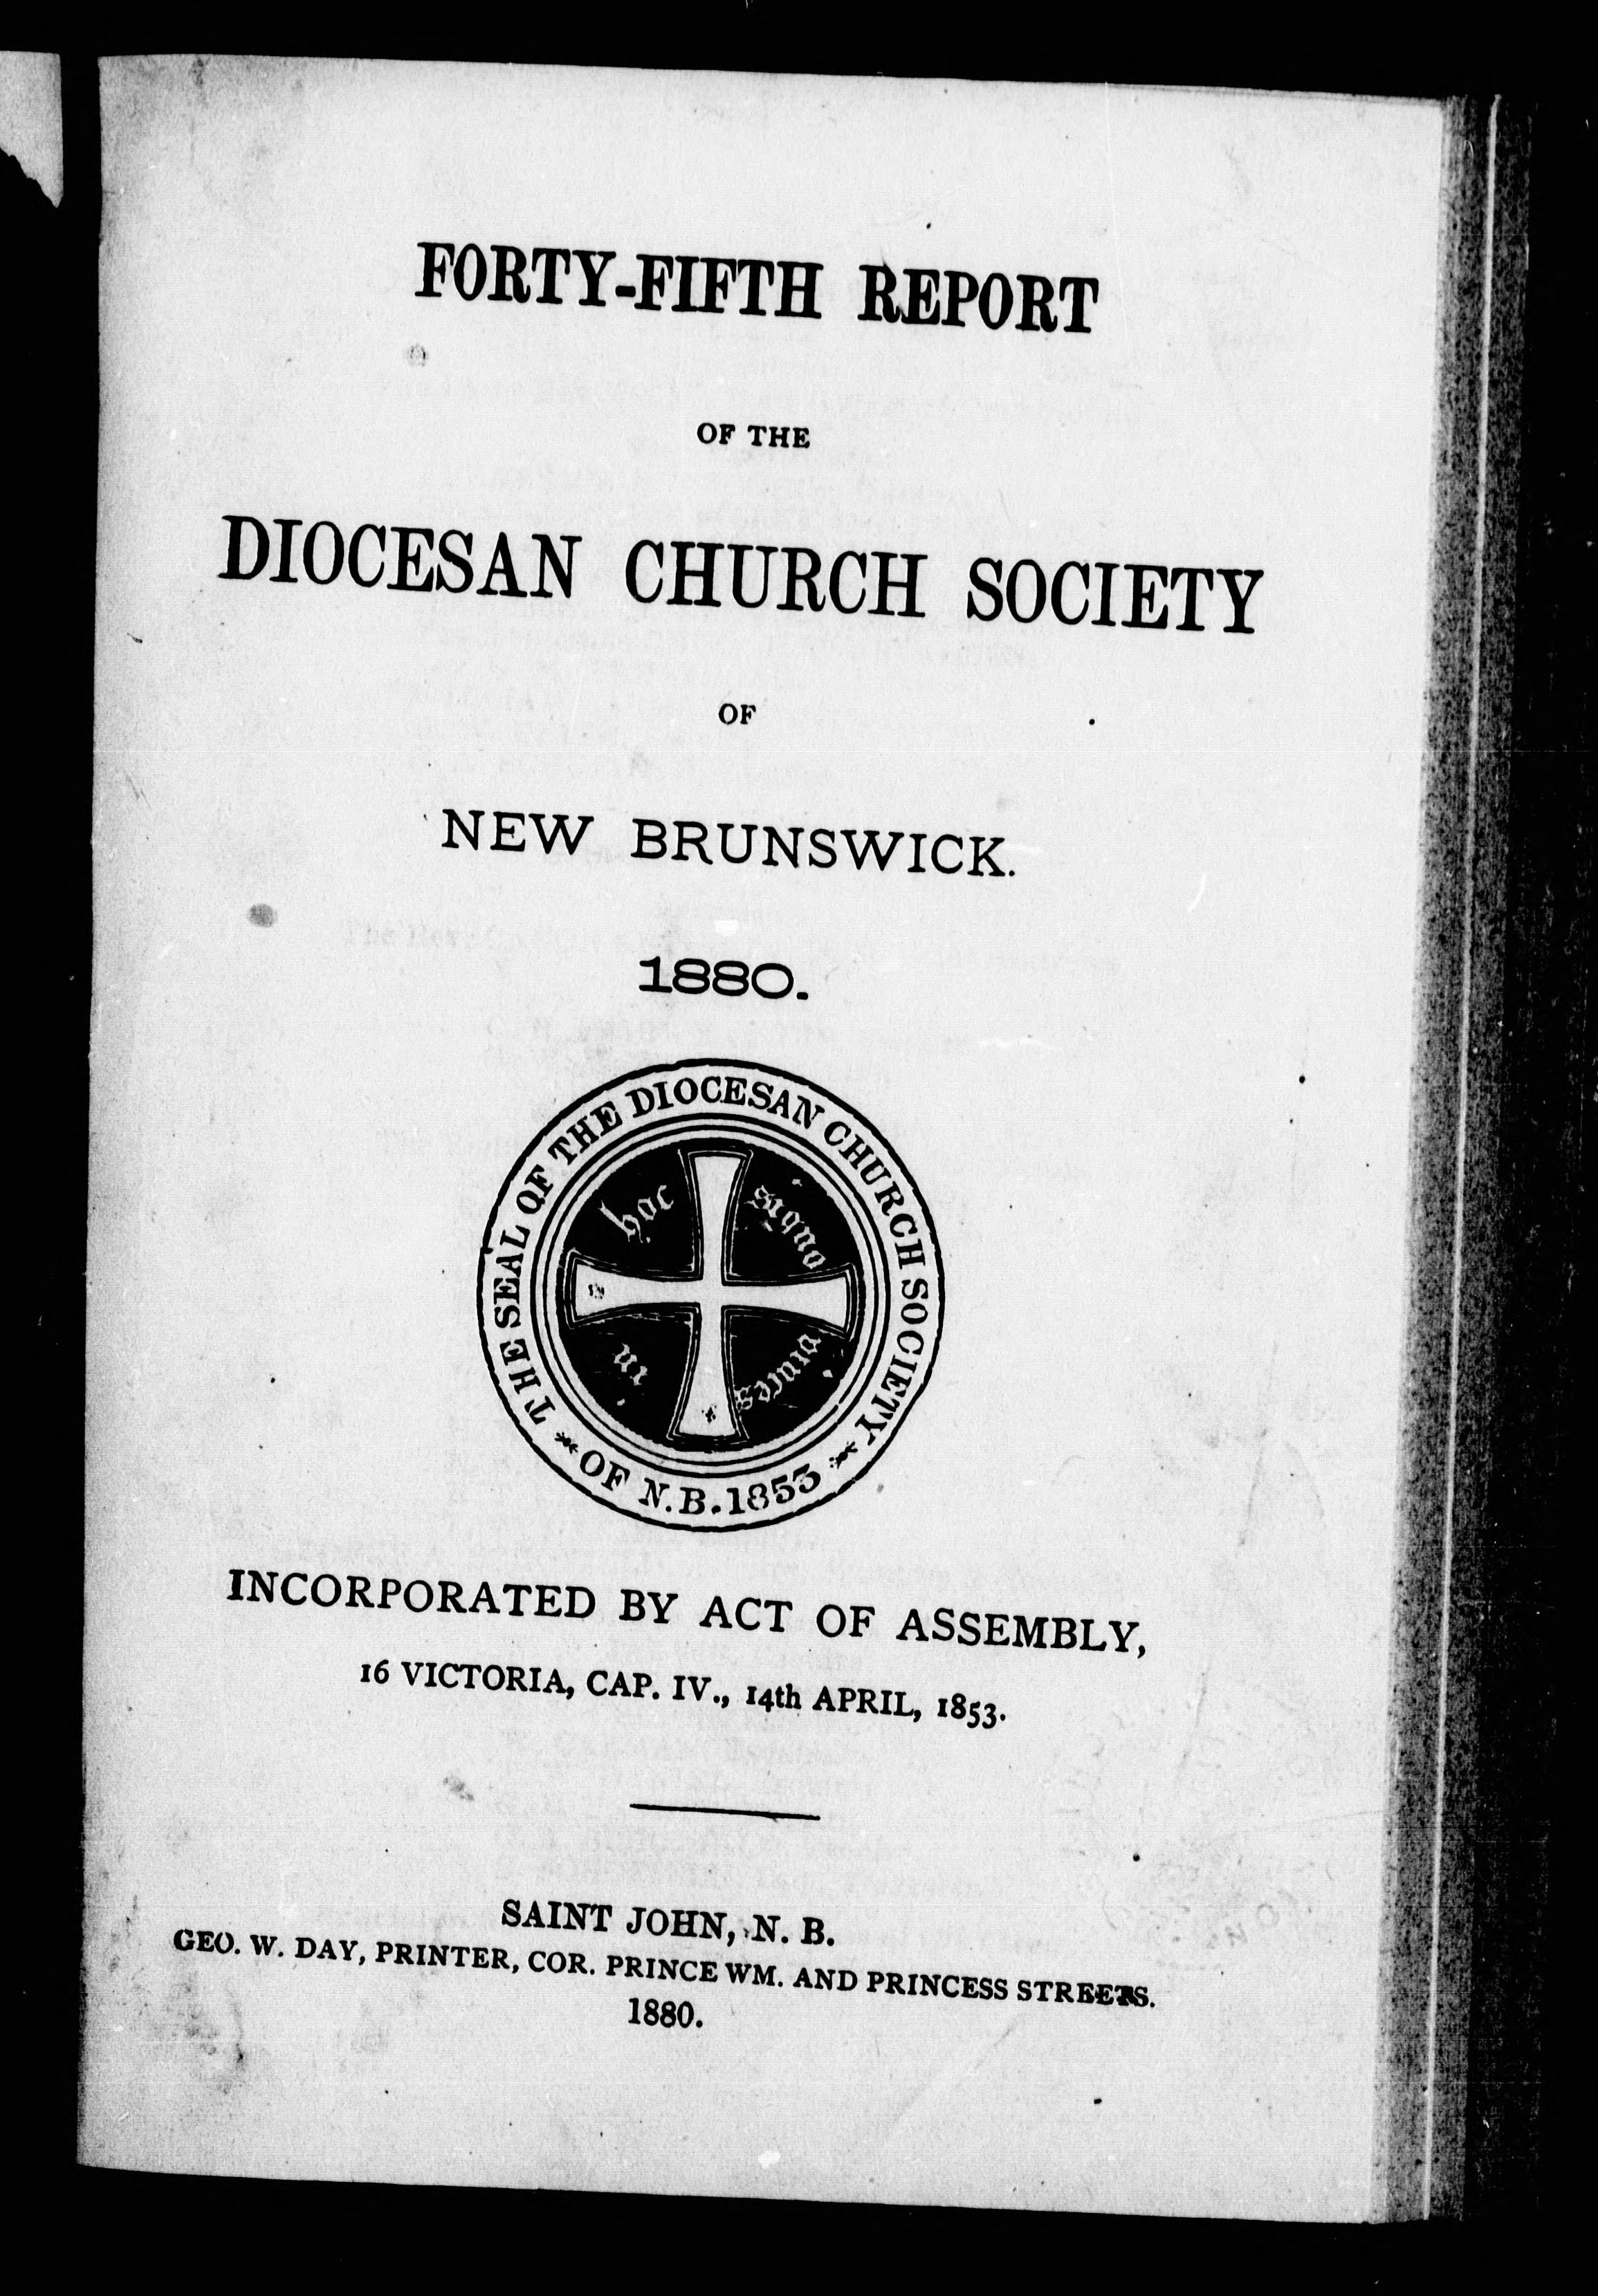 FORTY-FIFTH REPORT
OF THE
DIOCESAN CHURCH SOCIETY
OF
NEW BRUNSWICK.
1880.
THE SEAL OF THE DIOCESAN CHURCH SOCIETY
OF N.B. 1853
hoc
signo
in
vinces
INCORPORATED BY ACT OF ASSEMBLY,
16 VICTORIA, CAP. IV., 14th APRIL, 1853.
SAINT JOHN, N. B.
GEO. W. DAY, PRINTER, COR. PRINCE WM. AND PRINCESS STREETS.
1880.